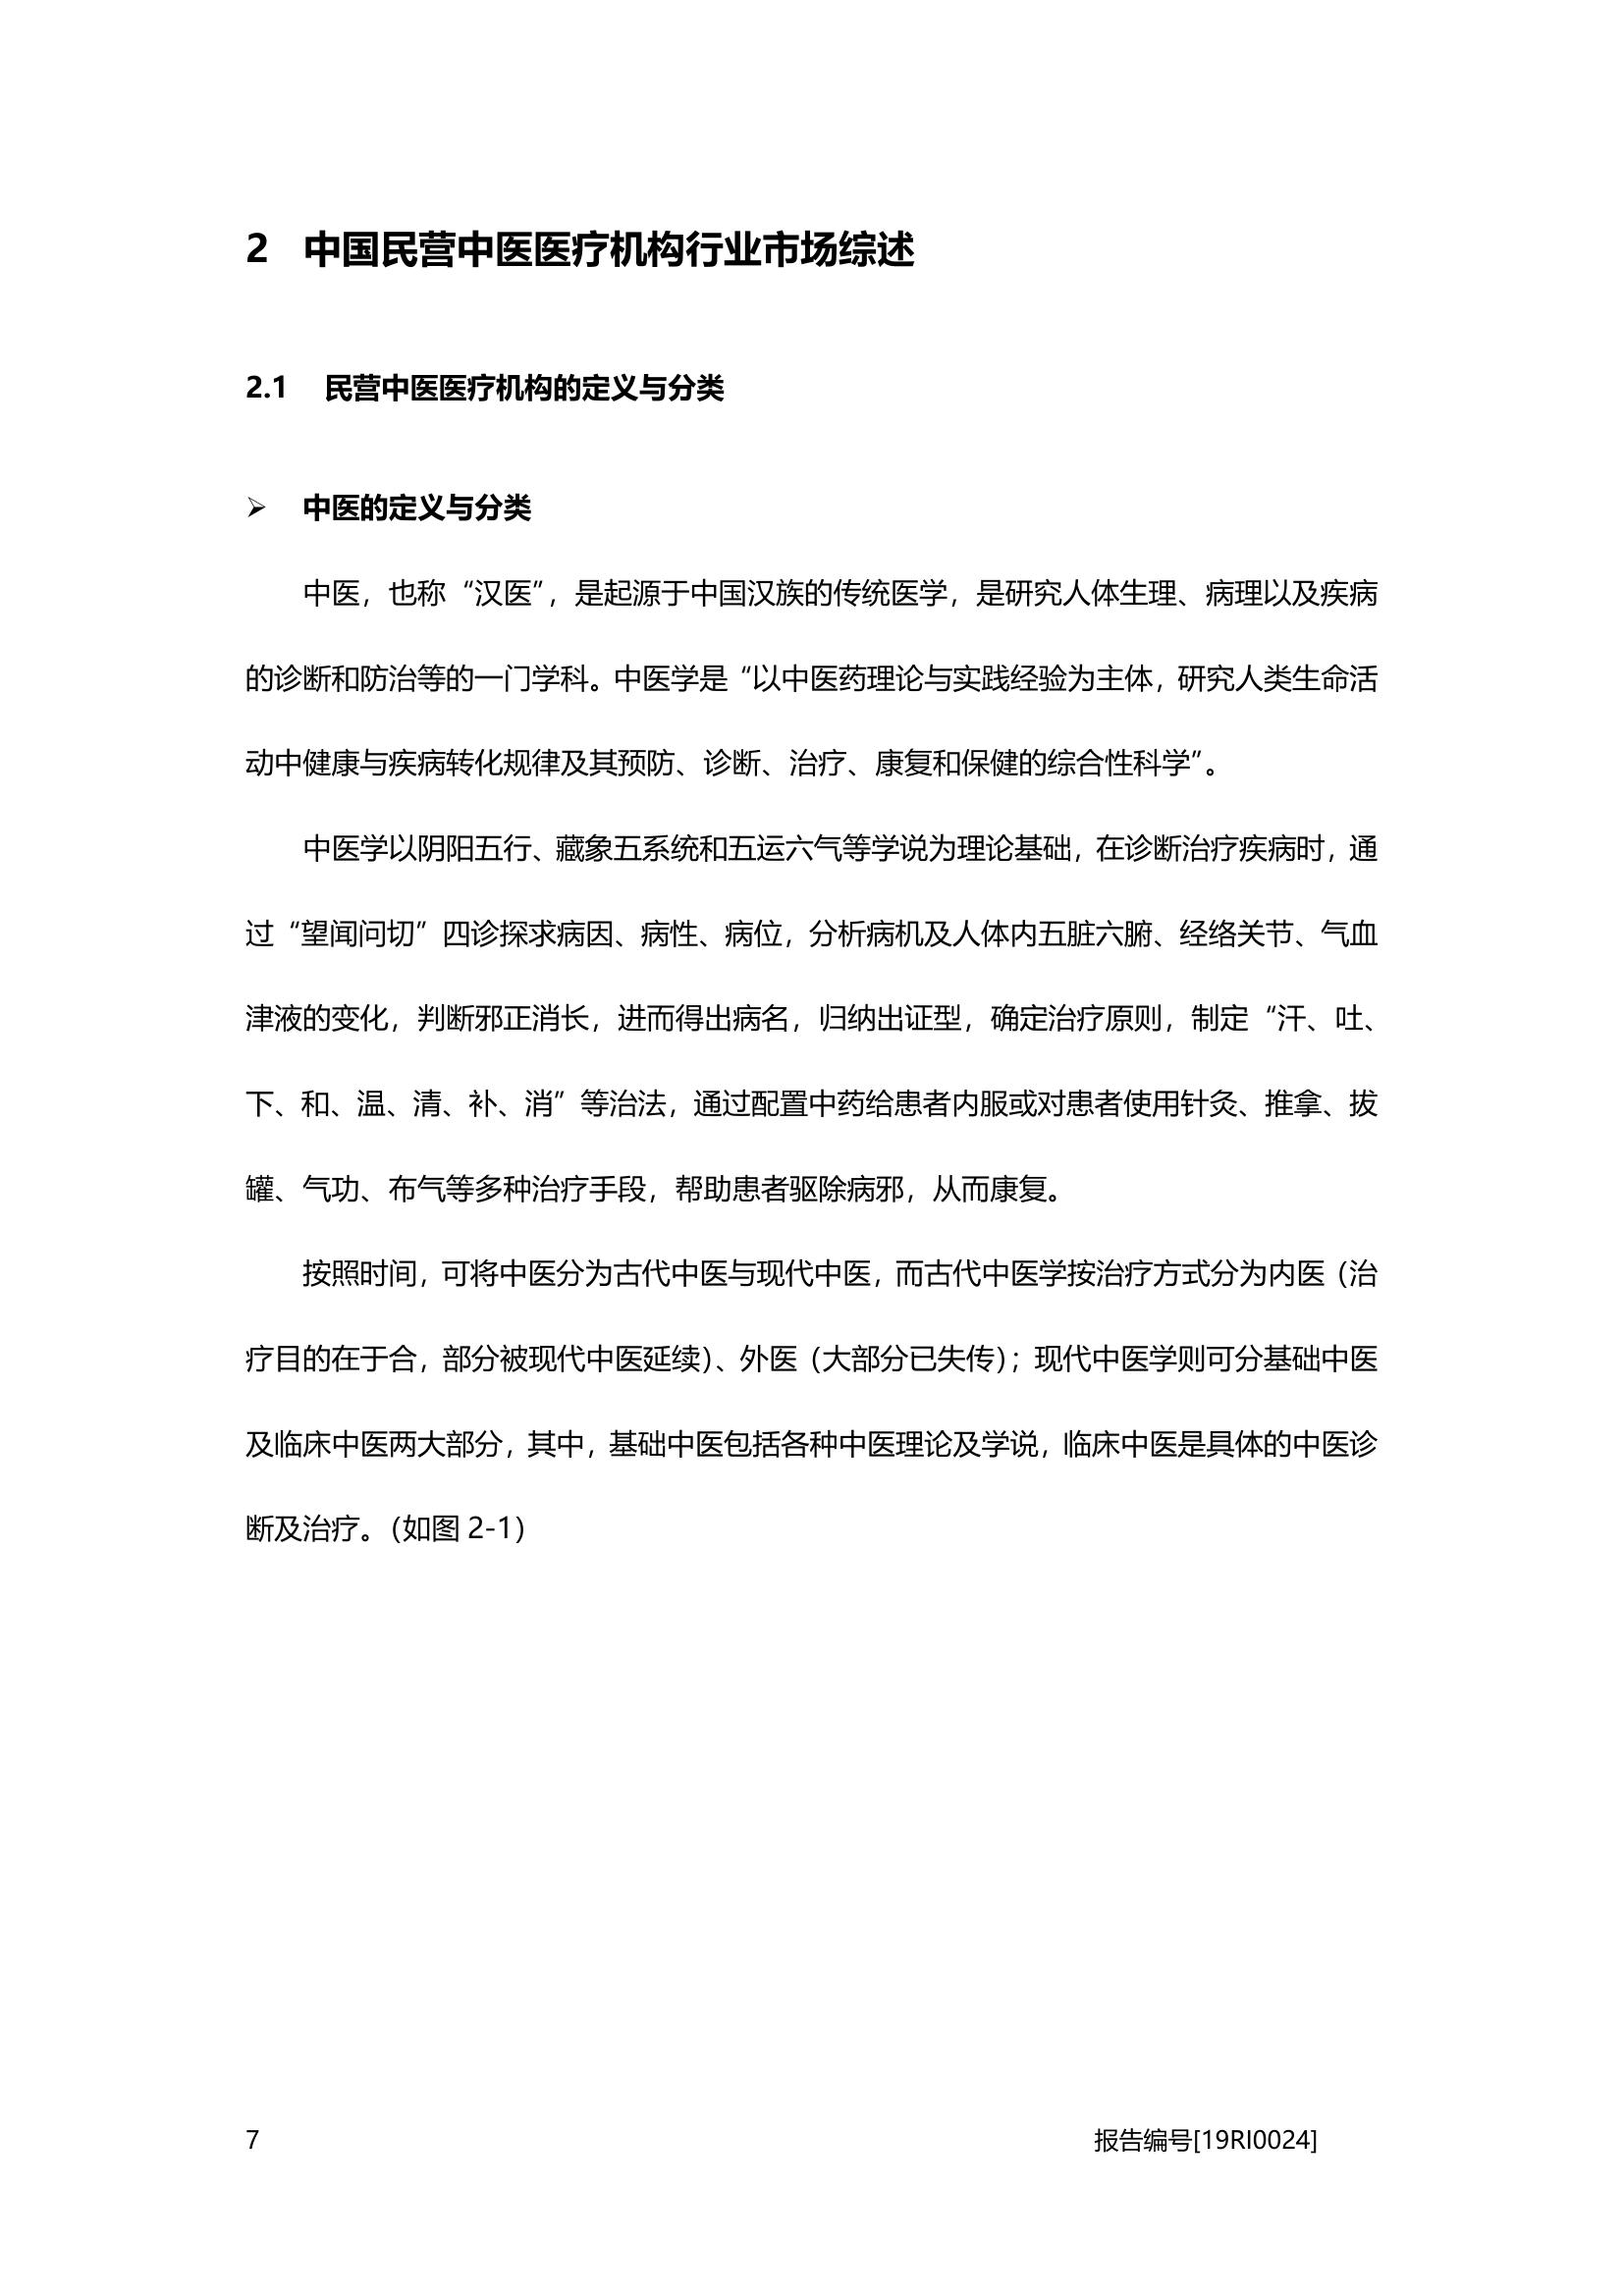 2 中国民营中医医疗机构行业市场综述
2.1 民营中医医疗机构的定义与分类
➢ 中医的定义与分类
中医，也称“汉医”，是起源于中国汉族的传统医学，是研究人体生理、病理以及疾病
的诊断和防治等的一门学科。中医学是“以中医药理论与实践经验为主体，研究人类生命活
动中健康与疾病转化规律及其预防、诊断、治疗、康复和保健的综合性科学”。
中医学以阴阳五行、藏象五系统和五运六气等学说为理论基础，在诊断治疗疾病时，通
过“望闻问切”四诊探求病因、病性、病位，分析病机及人体内五脏六腑、经络关节、气血
津液的变化，判断邪正消长，进而得出病名，归纳出证型，确定治疗原则，制定“汗、吐、
下、和、温、清、补、消”等治法，通过配置中药给患者内服或对患者使用针灸、推拿、拔
罐、气功、布气等多种治疗手段，帮助患者驱除病邪，从而康复。
按照时间，可将中医分为古代中医与现代中医，而古代中医学按治疗方式分为内医（治
疗目的在于合，部分被现代中医延续）、外医（大部分已失传）；现代中医学则可分基础中医
及临床中医两大部分，其中，基础中医包括各种中医理论及学说，临床中医是具体的中医诊
断及治疗。（如图 2-1）
7 报告编号[19RI0024]